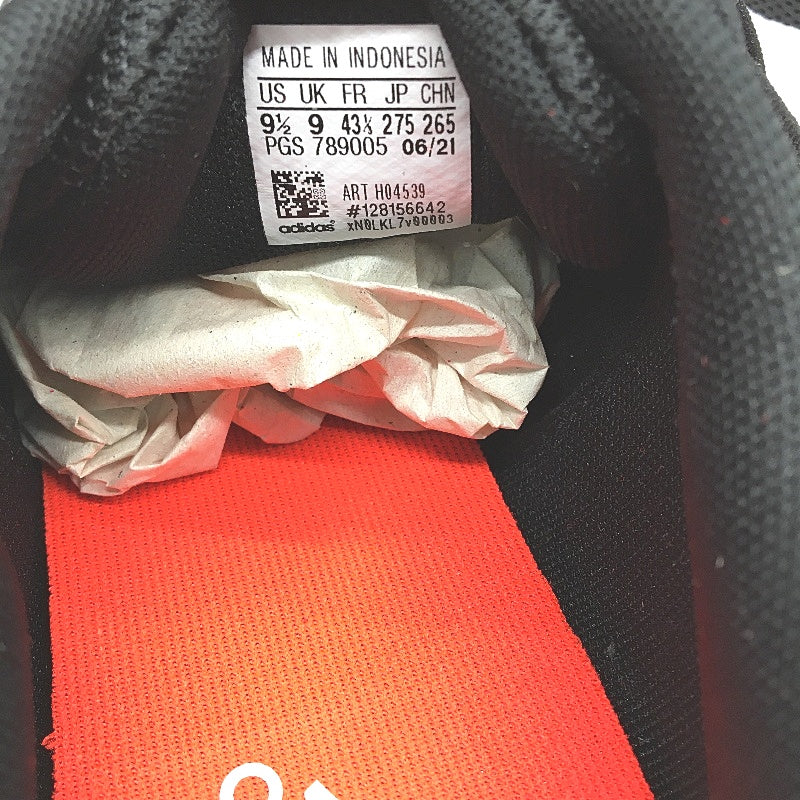 MADE IN INDONESIA
US UK FR JP CHN
9½ 9 43⅓ 275 265
PGS 789005 06/21
ART H04539
#128156642
adidas® xN0LKL7v00003